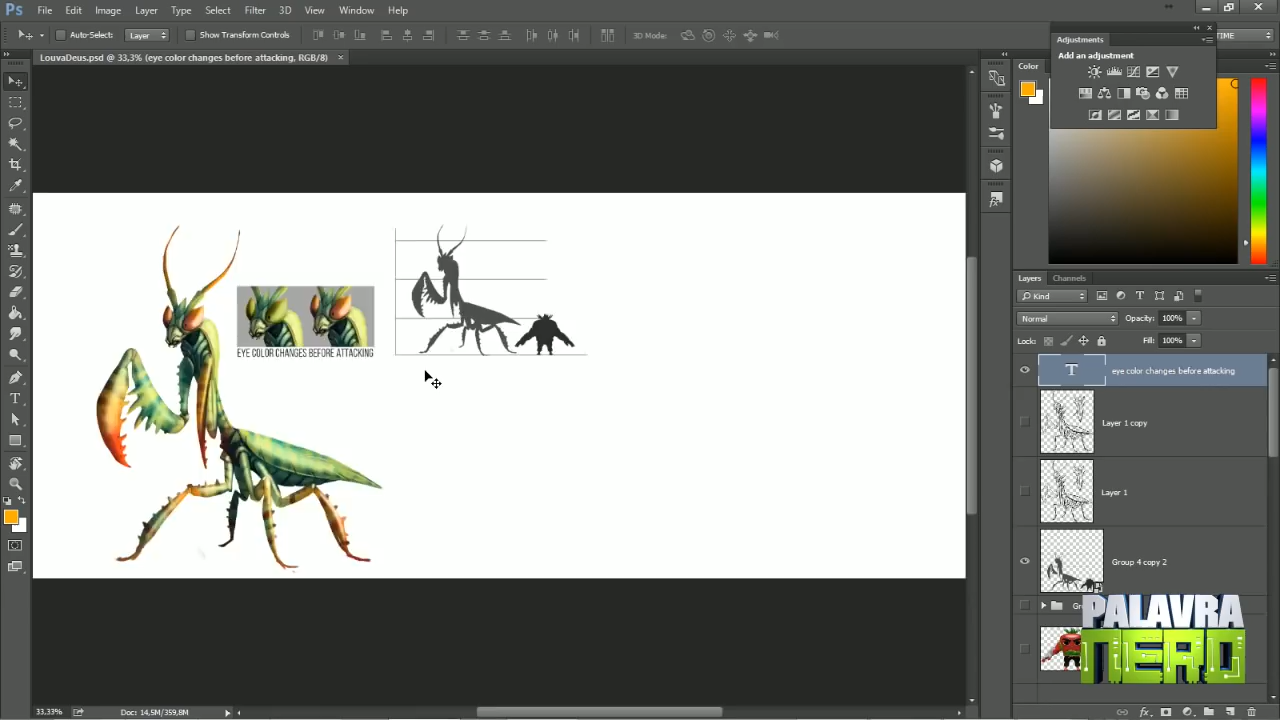 Ps File Edit Image Layer Type Select Filter 3D View Window Help
Auto-Select: Layer Show Transform Controls 3D Mode:
LouvaDeus.psd @ 33,3% (eye color changes before attacking, RGB/8) ×
Adjustments
Add an adjustment
TIME
Color
EYE COLOR CHANGES BEFORE ATTACKING
Layers Channels
Kind
Normal Opacity: 100%
Lock: Fill: 100%
T eye color changes before attacking
Layer 1 copy
Layer 1
Group 4 copy 2
PALAVRA
NERD
33,33% Doc: 14,5M/359,8M